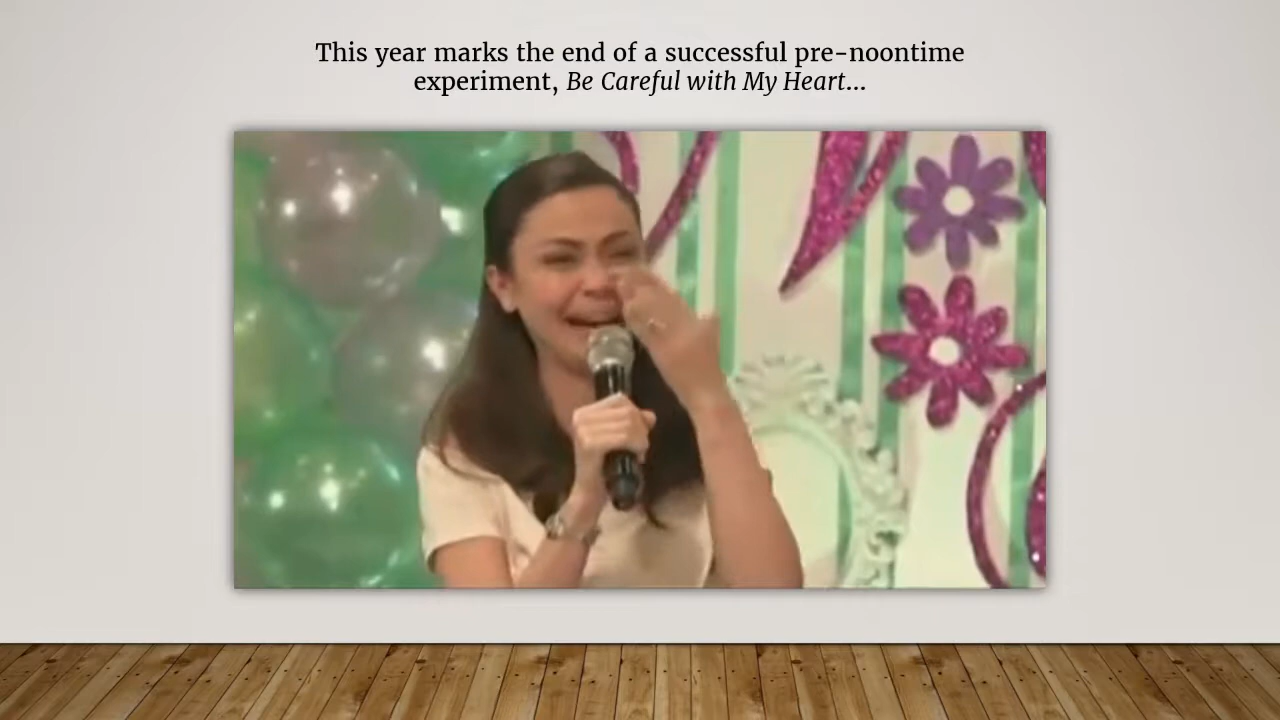 This year marks the end of a successful pre-noontime
experiment, Be Careful with My Heart...